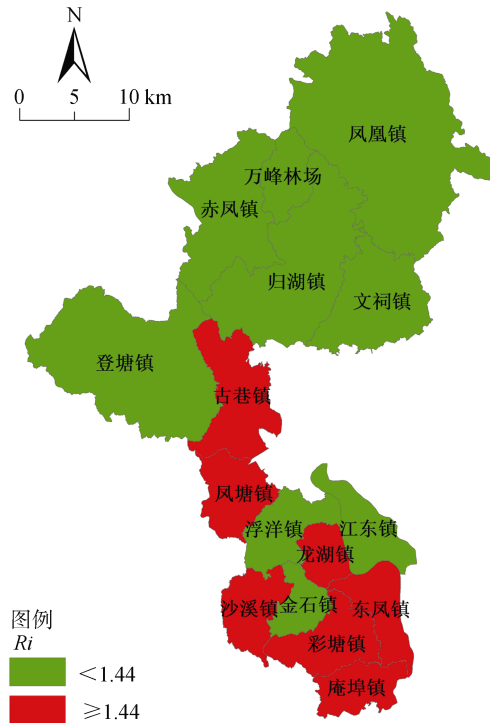 N
0 5 10 km
凤凰镇
万峰林场
赤凤镇
归湖镇
文祠镇
登塘镇
古巷镇
凤塘镇
浮洋镇
江东镇
龙湖镇
沙溪镇
金石镇
东凤镇
彩塘镇
庵埠镇
图例
Ri
<1.44
≥1.44